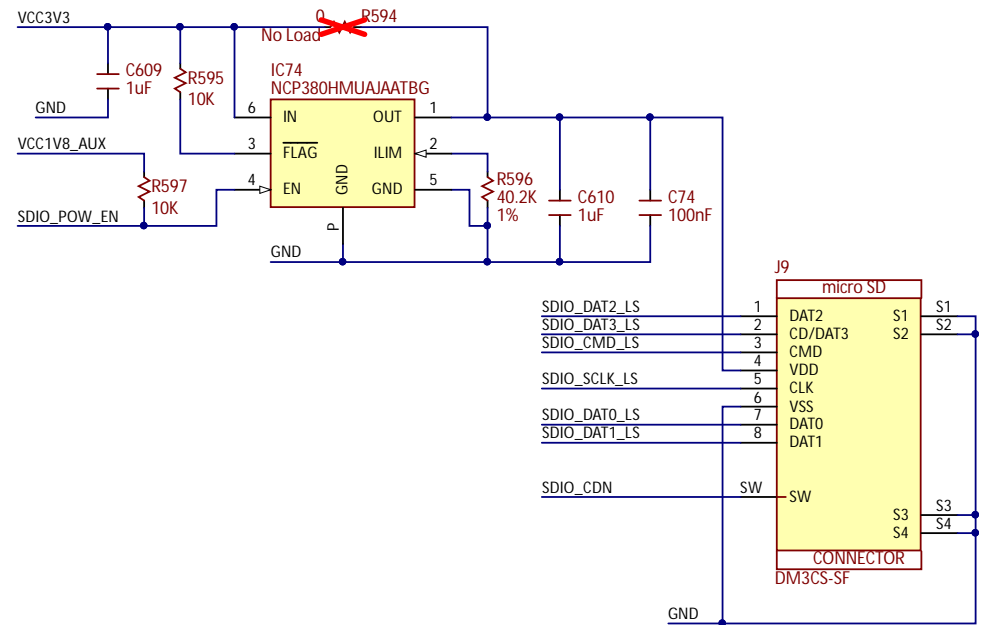 VCC3V3
0 R594
No Load
C609
1uF
R595
10K
GND
VCC1V8_AUX
R597
10K
SDIO_POW_EN
IC74
NCP380HMUAJAATBG
6 IN OUT 1
3 FLAG ILIM 2
4 EN GND GND 5
P
GND
R596
40.2K
1%
C610
1uF
C74
100nF
J9
micro SD
SDIO_DAT2_LS 1 DAT2 S1 S1
SDIO_DAT3_LS 2 CD/DAT3 S2 S2
SDIO_CMD_LS 3 CMD
4 VDD
SDIO_SCLK_LS 5 CLK
6 VSS
SDIO_DAT0_LS 7 DAT0
SDIO_DAT1_LS 8 DAT1
SDIO_CDN SW SW
S3 S3
S4 S4
CONNECTOR
DM3CS-SF
GND